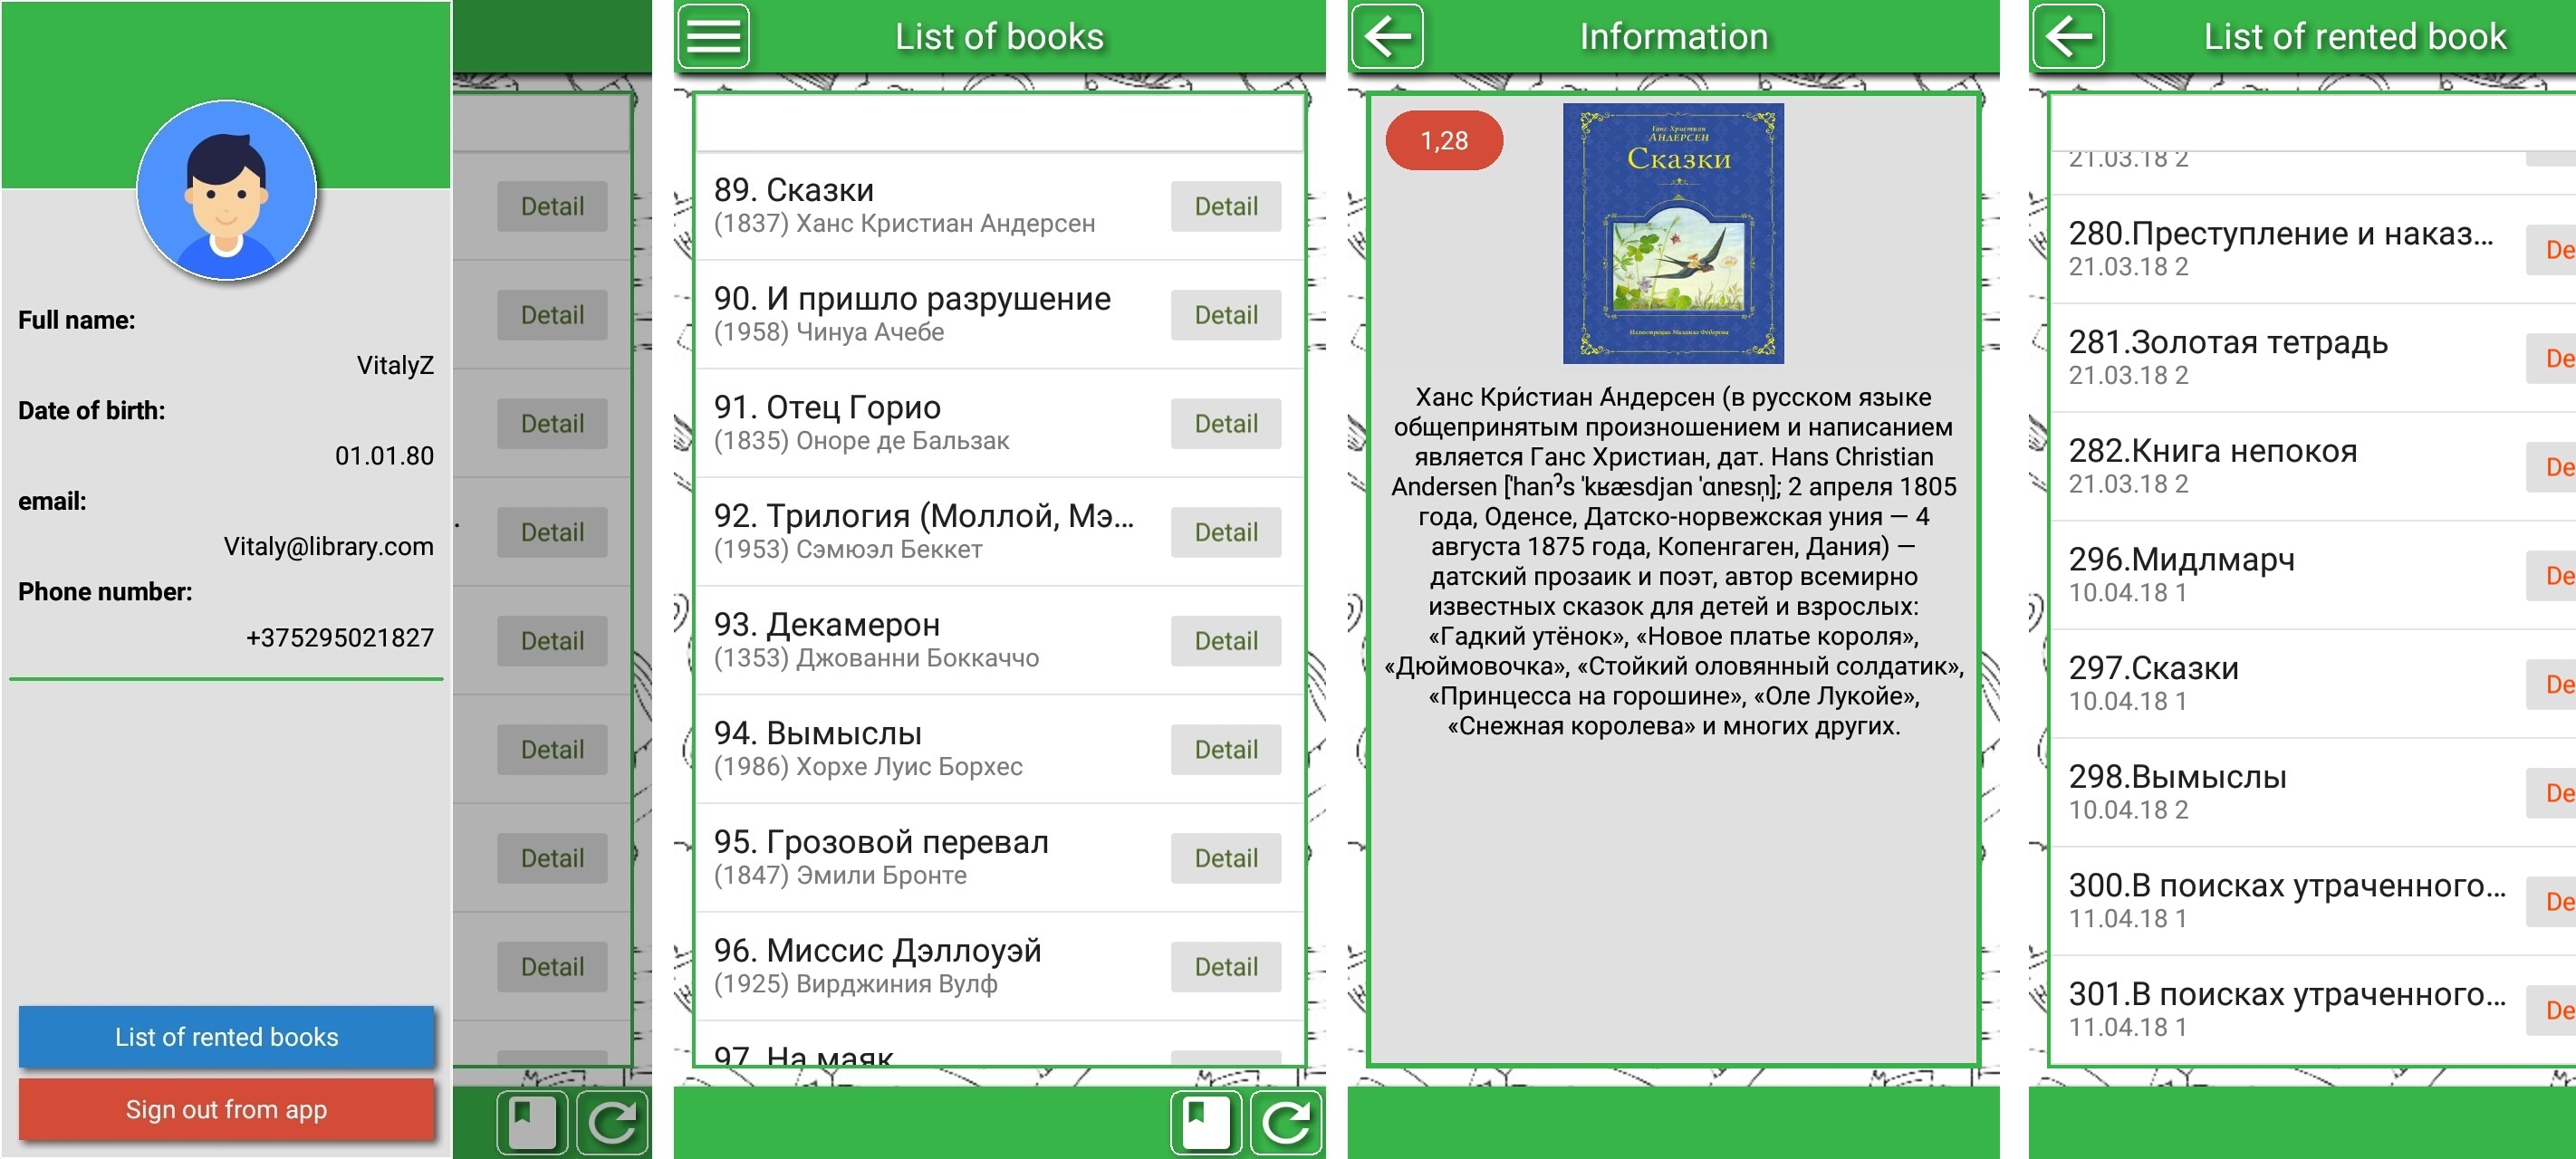 Full name:
VitalyZ
Date of birth:
01.01.80
email:
Vitaly@library.com
Phone number:
+375295021827
List of rented books
Sign out from app
Detail
Detail
Detail
.
Detail
Detail
Detail
Detail
Detail
List of books
89. Сказки
(1837) Ханс Кристиан Андерсен
Detail
90. И пришло разрушение
(1958) Чинуа Ачебе
Detail
91. Отец Горио
(1835) Оноре де Бальзак
Detail
92. Трилогия (Моллой, Мэ...
(1953) Сэмюэл Беккет
Detail
93. Декамерон
(1353) Джованни Боккаччо
Detail
94. Вымыслы
(1986) Хорхе Луис Борхес
Detail
95. Грозовой перевал
(1847) Эмили Бронте
Detail
96. Миссис Дэллоуэй
(1925) Вирджиния Вулф
Detail
97. На маяк
Information
1,28
Ганс Христиан
АНДЕРСЕН
Сказки
Иллюстрации Михаила Фёдорова
Ханс Кри́стиан А́ндерсен (в русском языке
общепринятым произношением и написанием
является Ганс Христиан, дат. Hans Christian
Andersen [ˈhanˀs ˈkʁæsdjan ˈɑnɐsn̩]; 2 апреля 1805
года, Оденсе, Датско-норвежская уния — 4
августа 1875 года, Копенгаген, Дания) —
датский прозаик и поэт, автор всемирно
известных сказок для детей и взрослых:
«Гадкий утёнок», «Новое платье короля»,
«Дюймовочка», «Стойкий оловянный солдатик»,
«Принцесса на горошине», «Оле Лукойе»,
«Снежная королева» и многих других.
List of rented book
21.03.18 2
280.Преступление и наказ...
21.03.18 2
De
281.Золотая тетрадь
21.03.18 2
De
282.Книга непокоя
21.03.18 2
De
296.Мидлмарч
10.04.18 1
De
297.Сказки
10.04.18 1
De
298.Вымыслы
10.04.18 2
De
300.В поисках утраченного...
11.04.18 1
De
301.В поисках утраченного...
11.04.18 1
De